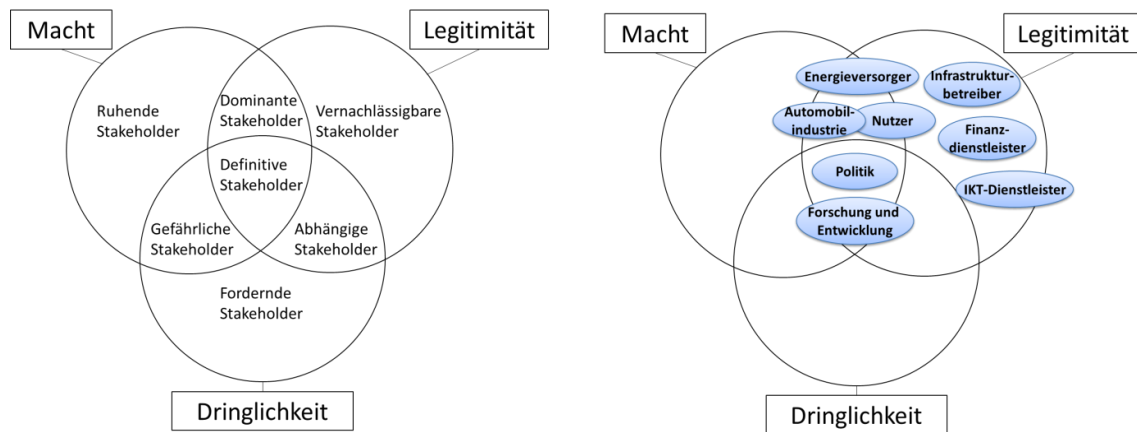 Macht
Legitimität
Ruhende
Stakeholder
Dominante
Stakeholder
Vernachlässigbare
Stakeholder
Definitive
Stakeholder
Gefährliche
Stakeholder
Abhängige
Stakeholder
Fordernde
Stakeholder
Dringlichkeit
Macht
Legitimität
Energieversorger
Infrastruktur-
betreiber
Automobil-
industrie
Nutzer
Finanz-
dienstleister
Politik
IKT-Dienstleister
Forschung und
Entwicklung
Dringlichkeit